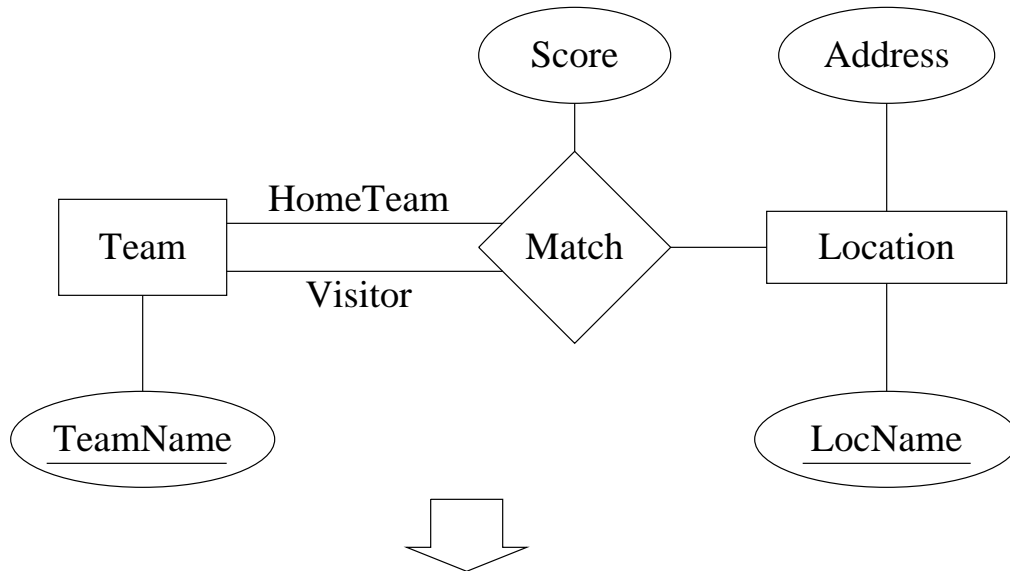 Score
Address
HomeTeam
Team
Match
Location
Visitor
TeamName
LocName